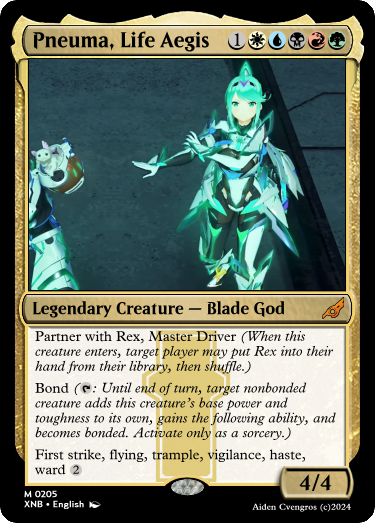 Pneuma, Life Aegis 1
Legendary Creature — Blade God
Partner with Rex, Master Driver (When this
creature enters, target player may put Rex into their
hand from their library, then shuffle.)
Bond (: Until end of turn, target nonbonded
creature adds this creature's base power and
toughness to its own, gains the following ability, and
becomes bonded. Activate only as a sorcery.)
First strike, flying, trample, vigilance, haste,
ward 2
4/4
M 0205
XNB • English
Aiden Cvengros (c)2024